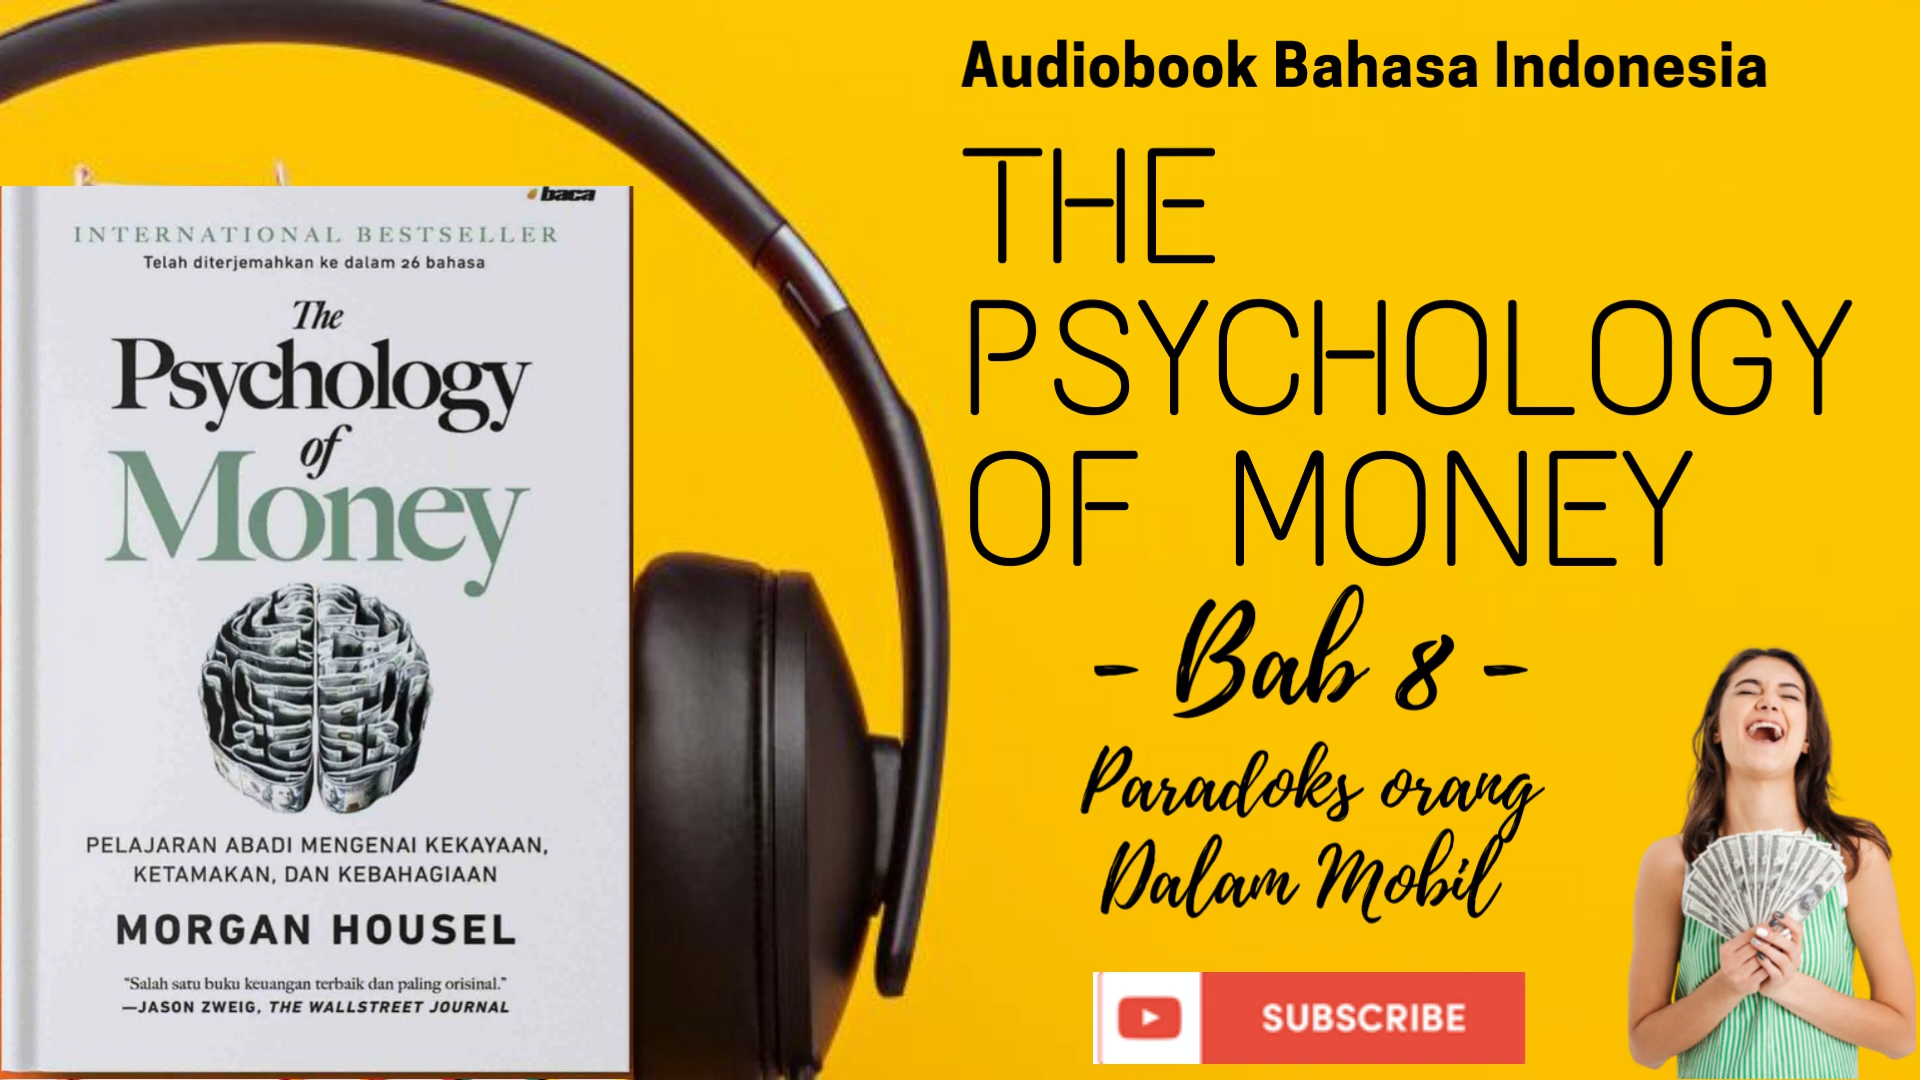 Audiobook Bahasa Indonesia
THE
PSYCHOLOGY
OF MONEY
- Bab 8 -
Paradoks orang
Dalam Mobil
SUBSCRIBE
baca
INTERNATIONAL BESTSELLER
Telah diterjemahkan ke dalam 26 bahasa
The
Psychology
of
Money
PELAJARAN ABADI MENGENAI KEKAYAAN,
KETAMAKAN, DAN KEBAHAGIAAN
MORGAN HOUSEL
“Salah satu buku keuangan terbaik dan paling orisinal.”
—JASON ZWEIG, THE WALLSTREET JOURNAL